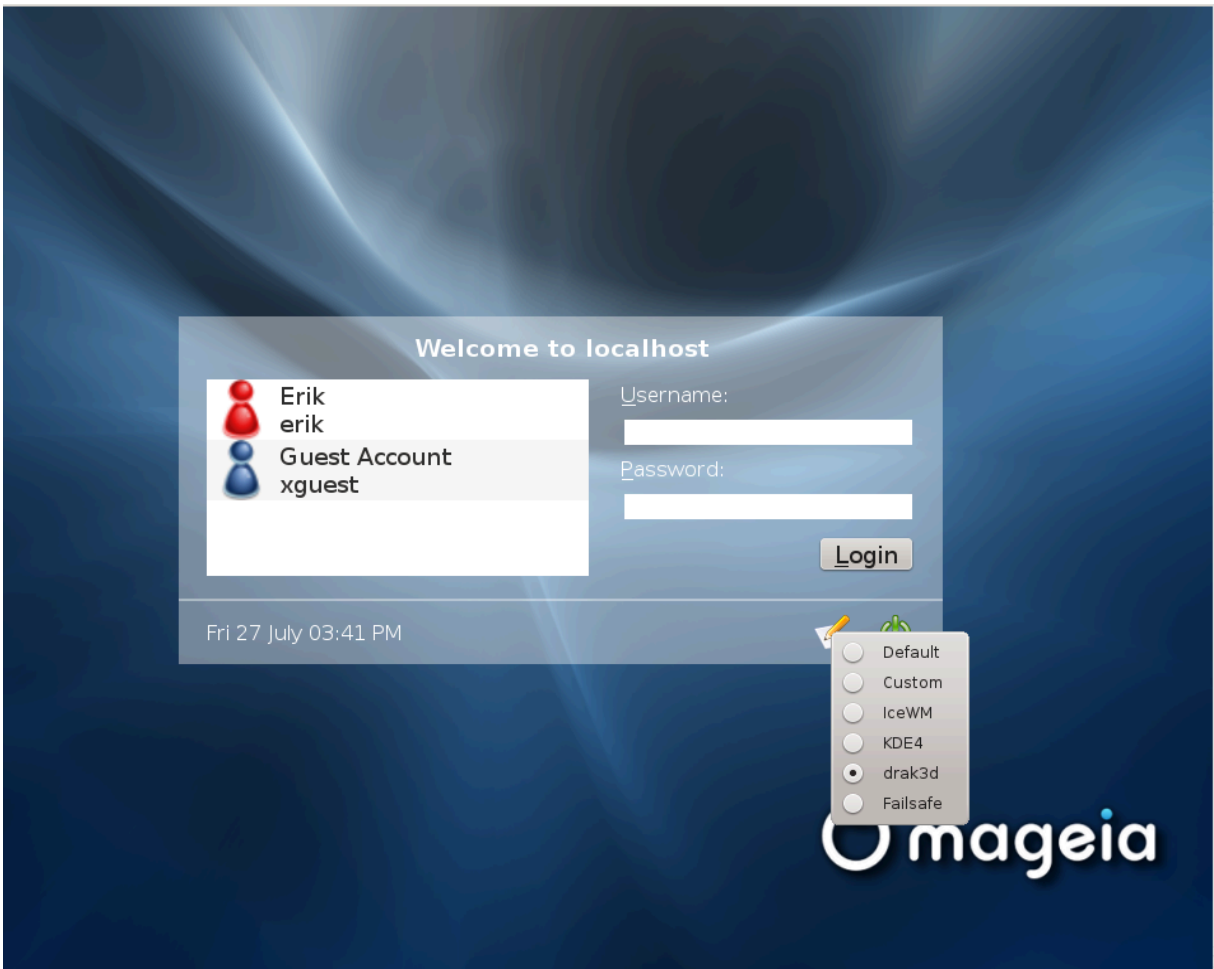 Welcome to localhost
Erik
erik
Guest Account
xguest
Username:
Password:
Login
Fri 27 July 03:41 PM
Default
Custom
IceWM
KDE4
drak3d
Failsafe
mageia